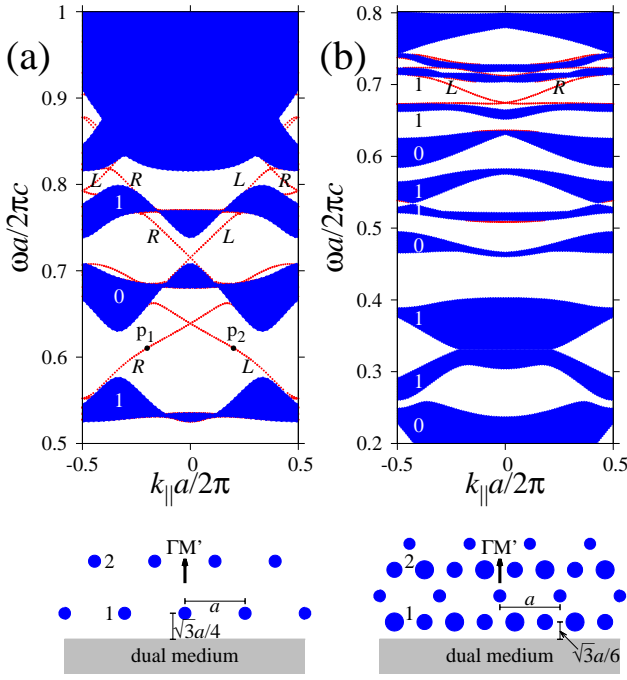 (a)
ωa/2πc
1
0.9
0.8
0.7
0.6
0.5
L R L R
1
R L
0
p1 p2
R L
1
-0.5 0 0.5
k||a/2π
(b)
ωa/2πc
0.8
0.7
0.6
0.5
0.4
0.3
0.2
1 L R
1
0
1
1
0
1
1
0
-0.5 0 0.5
k||a/2π
ΓM’
2
a
1
√3a/4
dual medium
ΓM’
2
a
1
√3a/6
dual medium